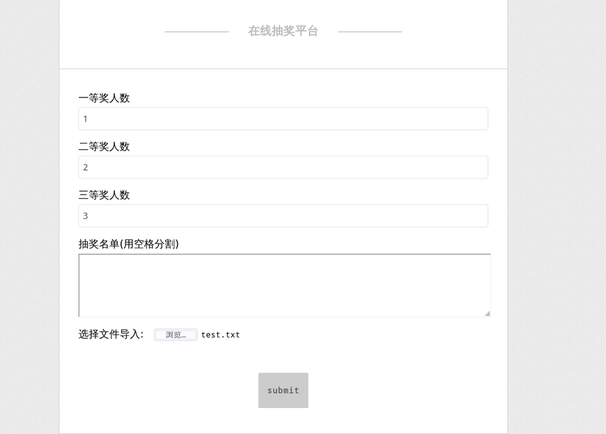 在线抽奖平台
一等奖人数
1
二等奖人数
2
三等奖人数
3
抽奖名单(用空格分割)
选择文件导入: 浏览… test.txt
submit